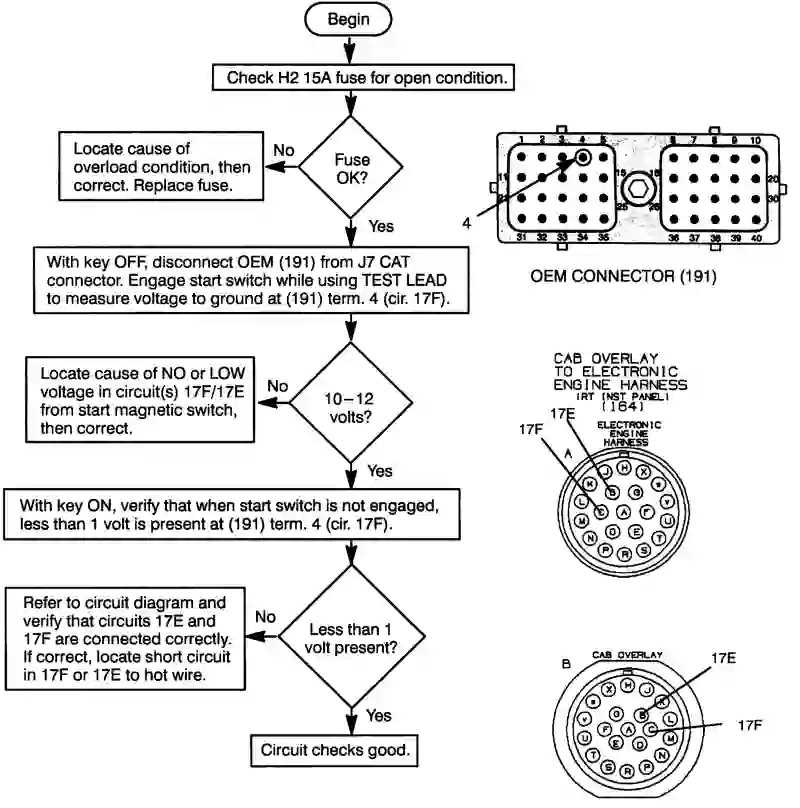 Begin
Check H2 15A fuse for open condition.
Fuse
OK?
No
Locate cause of
overload condition, then
correct. Replace fuse.
Yes
With key OFF, disconnect OEM (191) from J7 CAT
connector. Engage start switch while using TEST LEAD
to measure voltage to ground at (191) term. 4 (cir. 17F).
10–12
volts?
No
Locate cause of NO or LOW
voltage in circuit(s) 17F/17E
from start magnetic switch,
then correct.
Yes
With key ON, verify that when start switch is not engaged,
less than 1 volt is present at (191) term. 4 (cir. 17F).
Less than 1
volt present?
No
Refer to circuit diagram and
verify that circuits 17E and
17F are connected correctly.
If correct, locate short circuit
in 17F or 17E to hot wire.
Yes
Circuit checks good.
1 2 3 4 5 6 7 8 9 10
11 15 16 20
25 26 30
31 32 33 34 35 36 37 38 39 40
4
OEM CONNECTOR (191)
CAB OVERLAY
TO ELECTRONIC
ENGINE HARNESS
(RT INST PANEL)
(164)
17E
17F
ELECTRONIC
ENGINE
HARNESS
A
J H X
K B G
L C A F
M D E U
N P R S T
B
CAB OVERLAY
17E
17F
X H J
G B
F A C L
U E D M
T S R P N